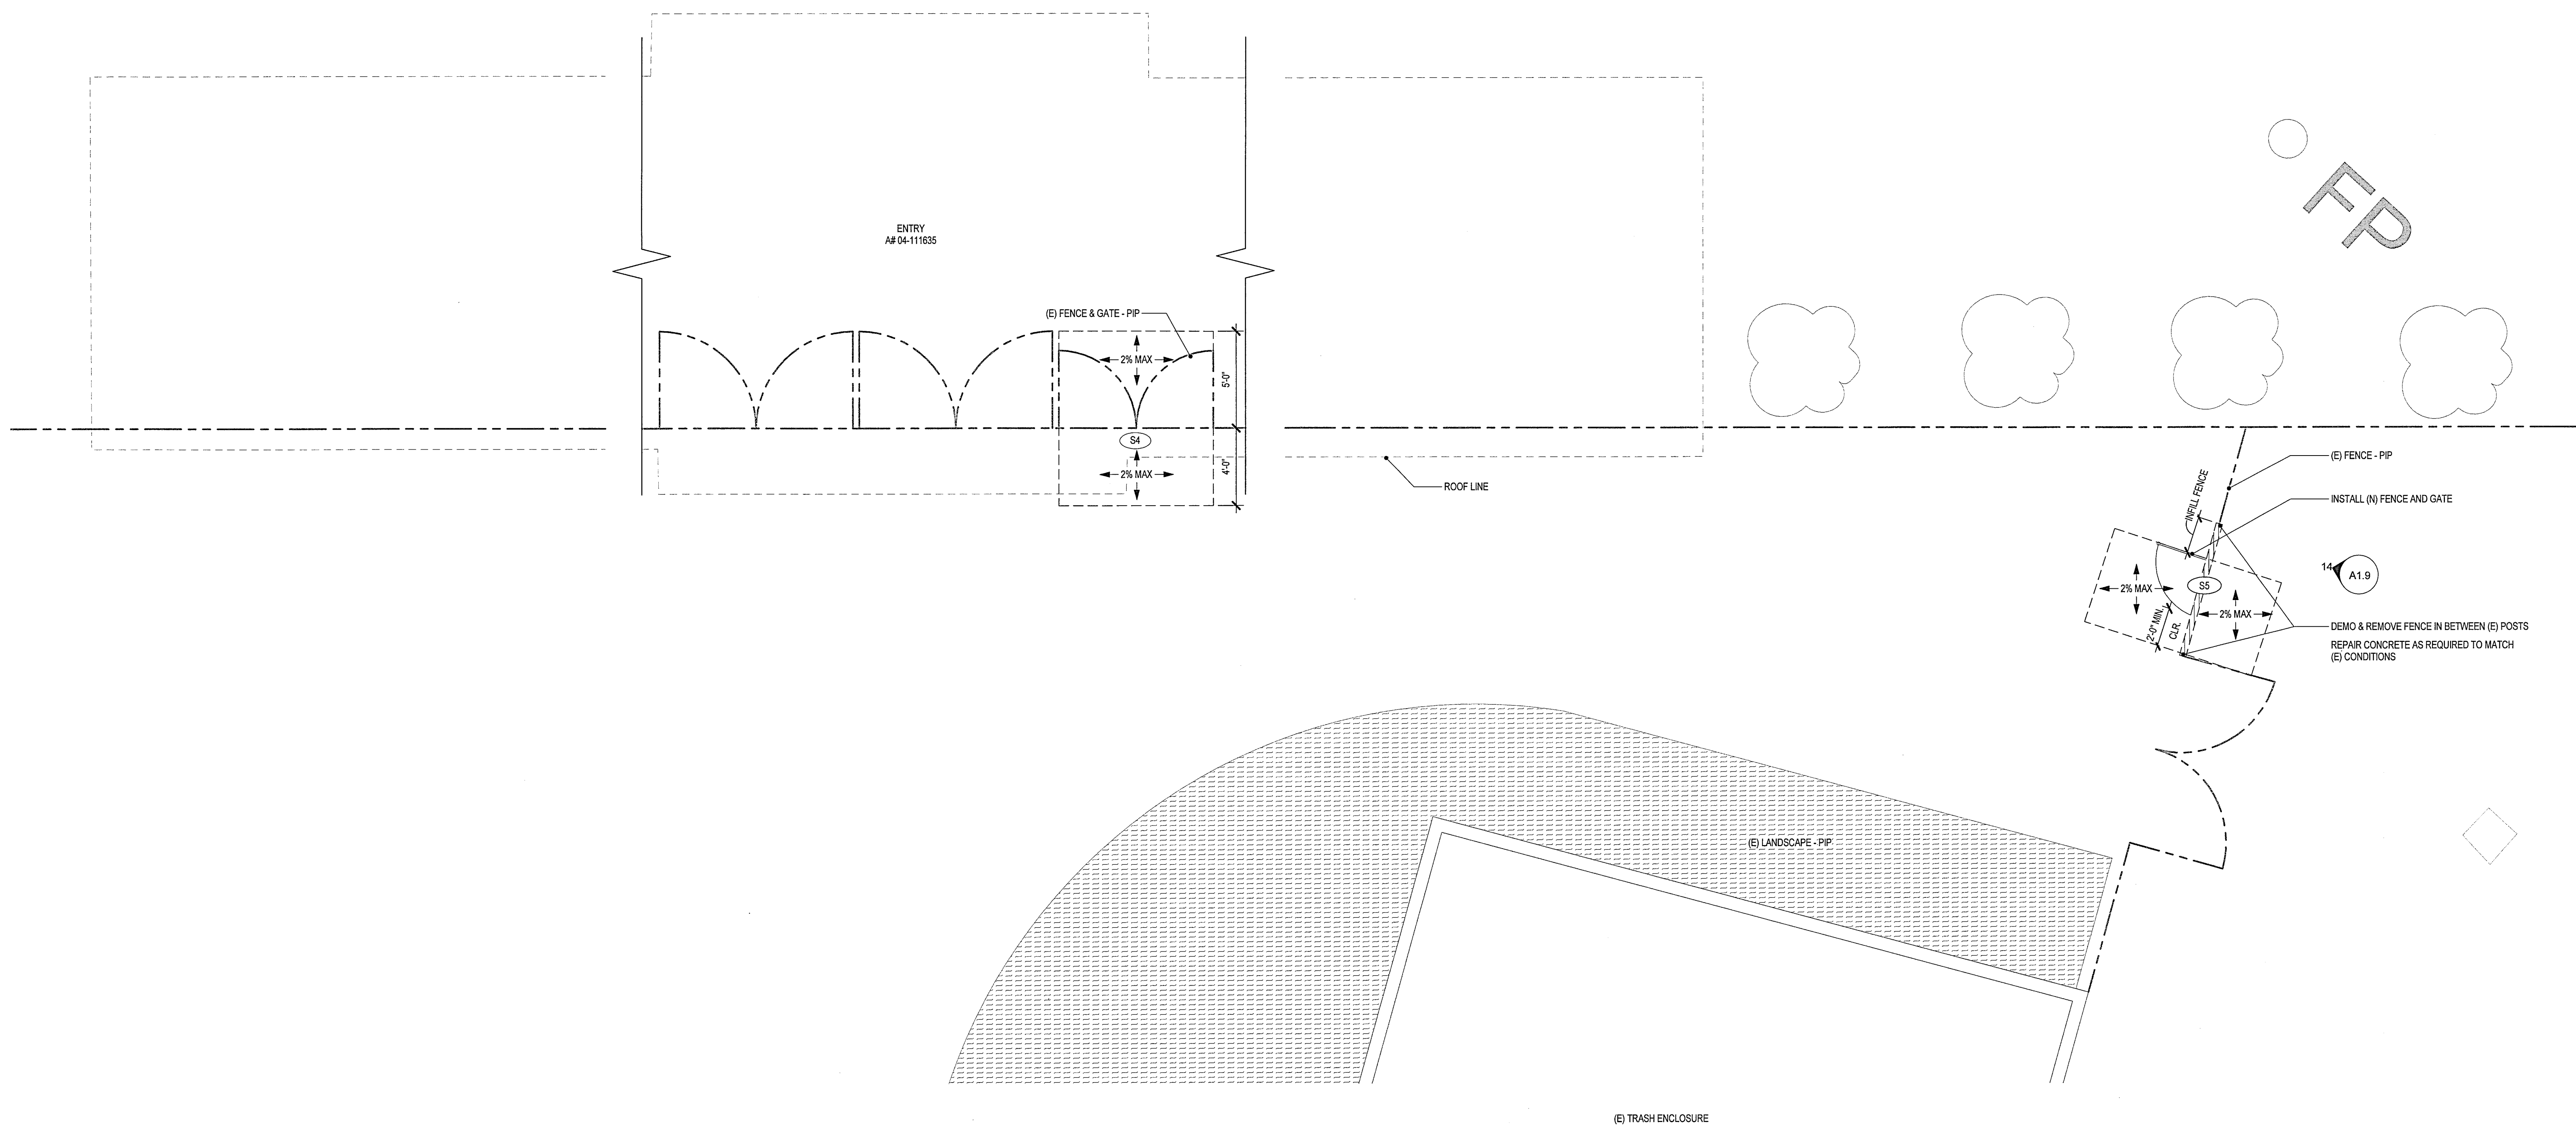 FP
ENTRY
A# 04-111635
(E) FENCE & GATE - PIP
2% MAX
5'-0"
S4
2% MAX
4'-0"
ROOF LINE
(E) FENCE - PIP
INFILL FENCE
INSTALL (N) FENCE AND GATE
14
A1.9
S5
2% MAX
2% MAX
2'-0" MIN.
CLR.
DEMO & REMOVE FENCE IN BETWEEN (E) POSTS
REPAIR CONCRETE AS REQUIRED TO MATCH
(E) CONDITIONS
(E) LANDSCAPE - PIP
(E) TRASH ENCLOSURE